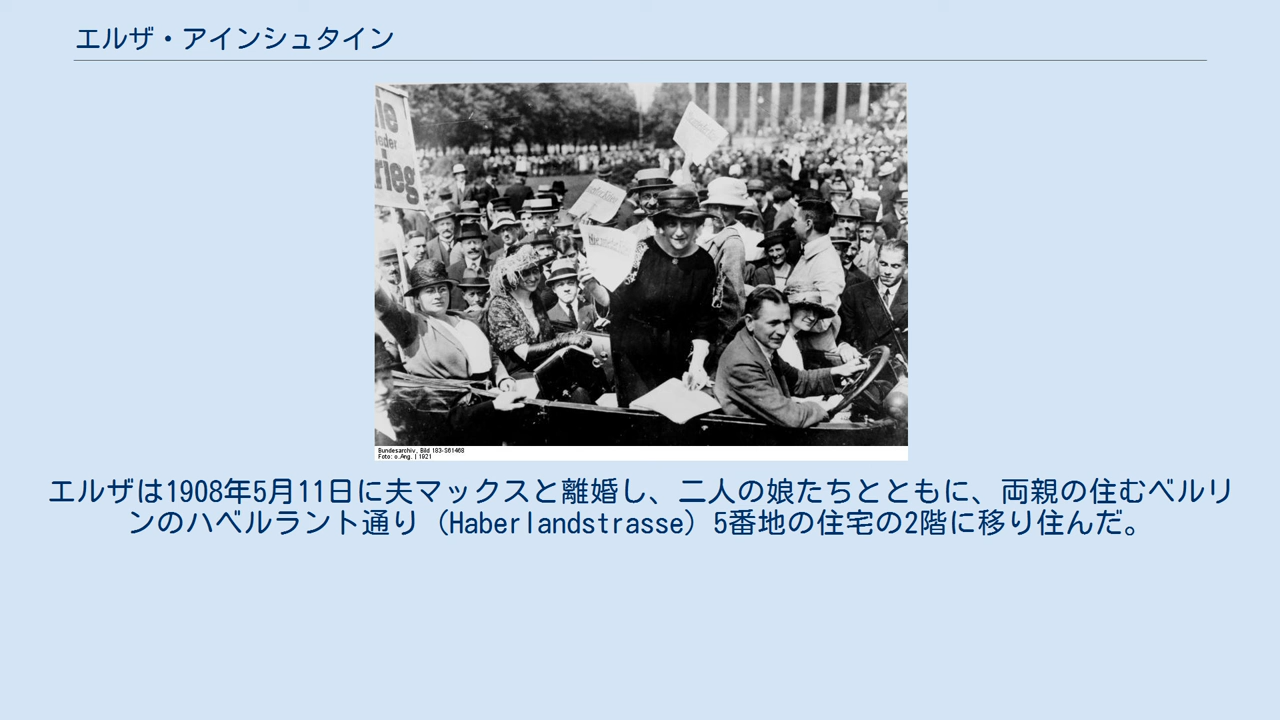 エルザ・アインシュタイン
ie
ieder
rieg
Nie wieder
Bundesarchiv, Bild 183-S61468
Foto: o.Ang. | 1921
エルザは1908年5月11日に夫マックスと離婚し、二人の娘たちとともに、両親の住むベルリ
ンのハベルラント通り（Haberlandstrasse）5番地の住宅の2階に移り住んだ。